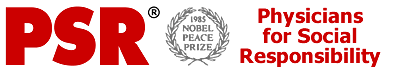 PSR®
1985
NOBEL
PEACE
PRIZE
Physicians
for Social
Responsibility